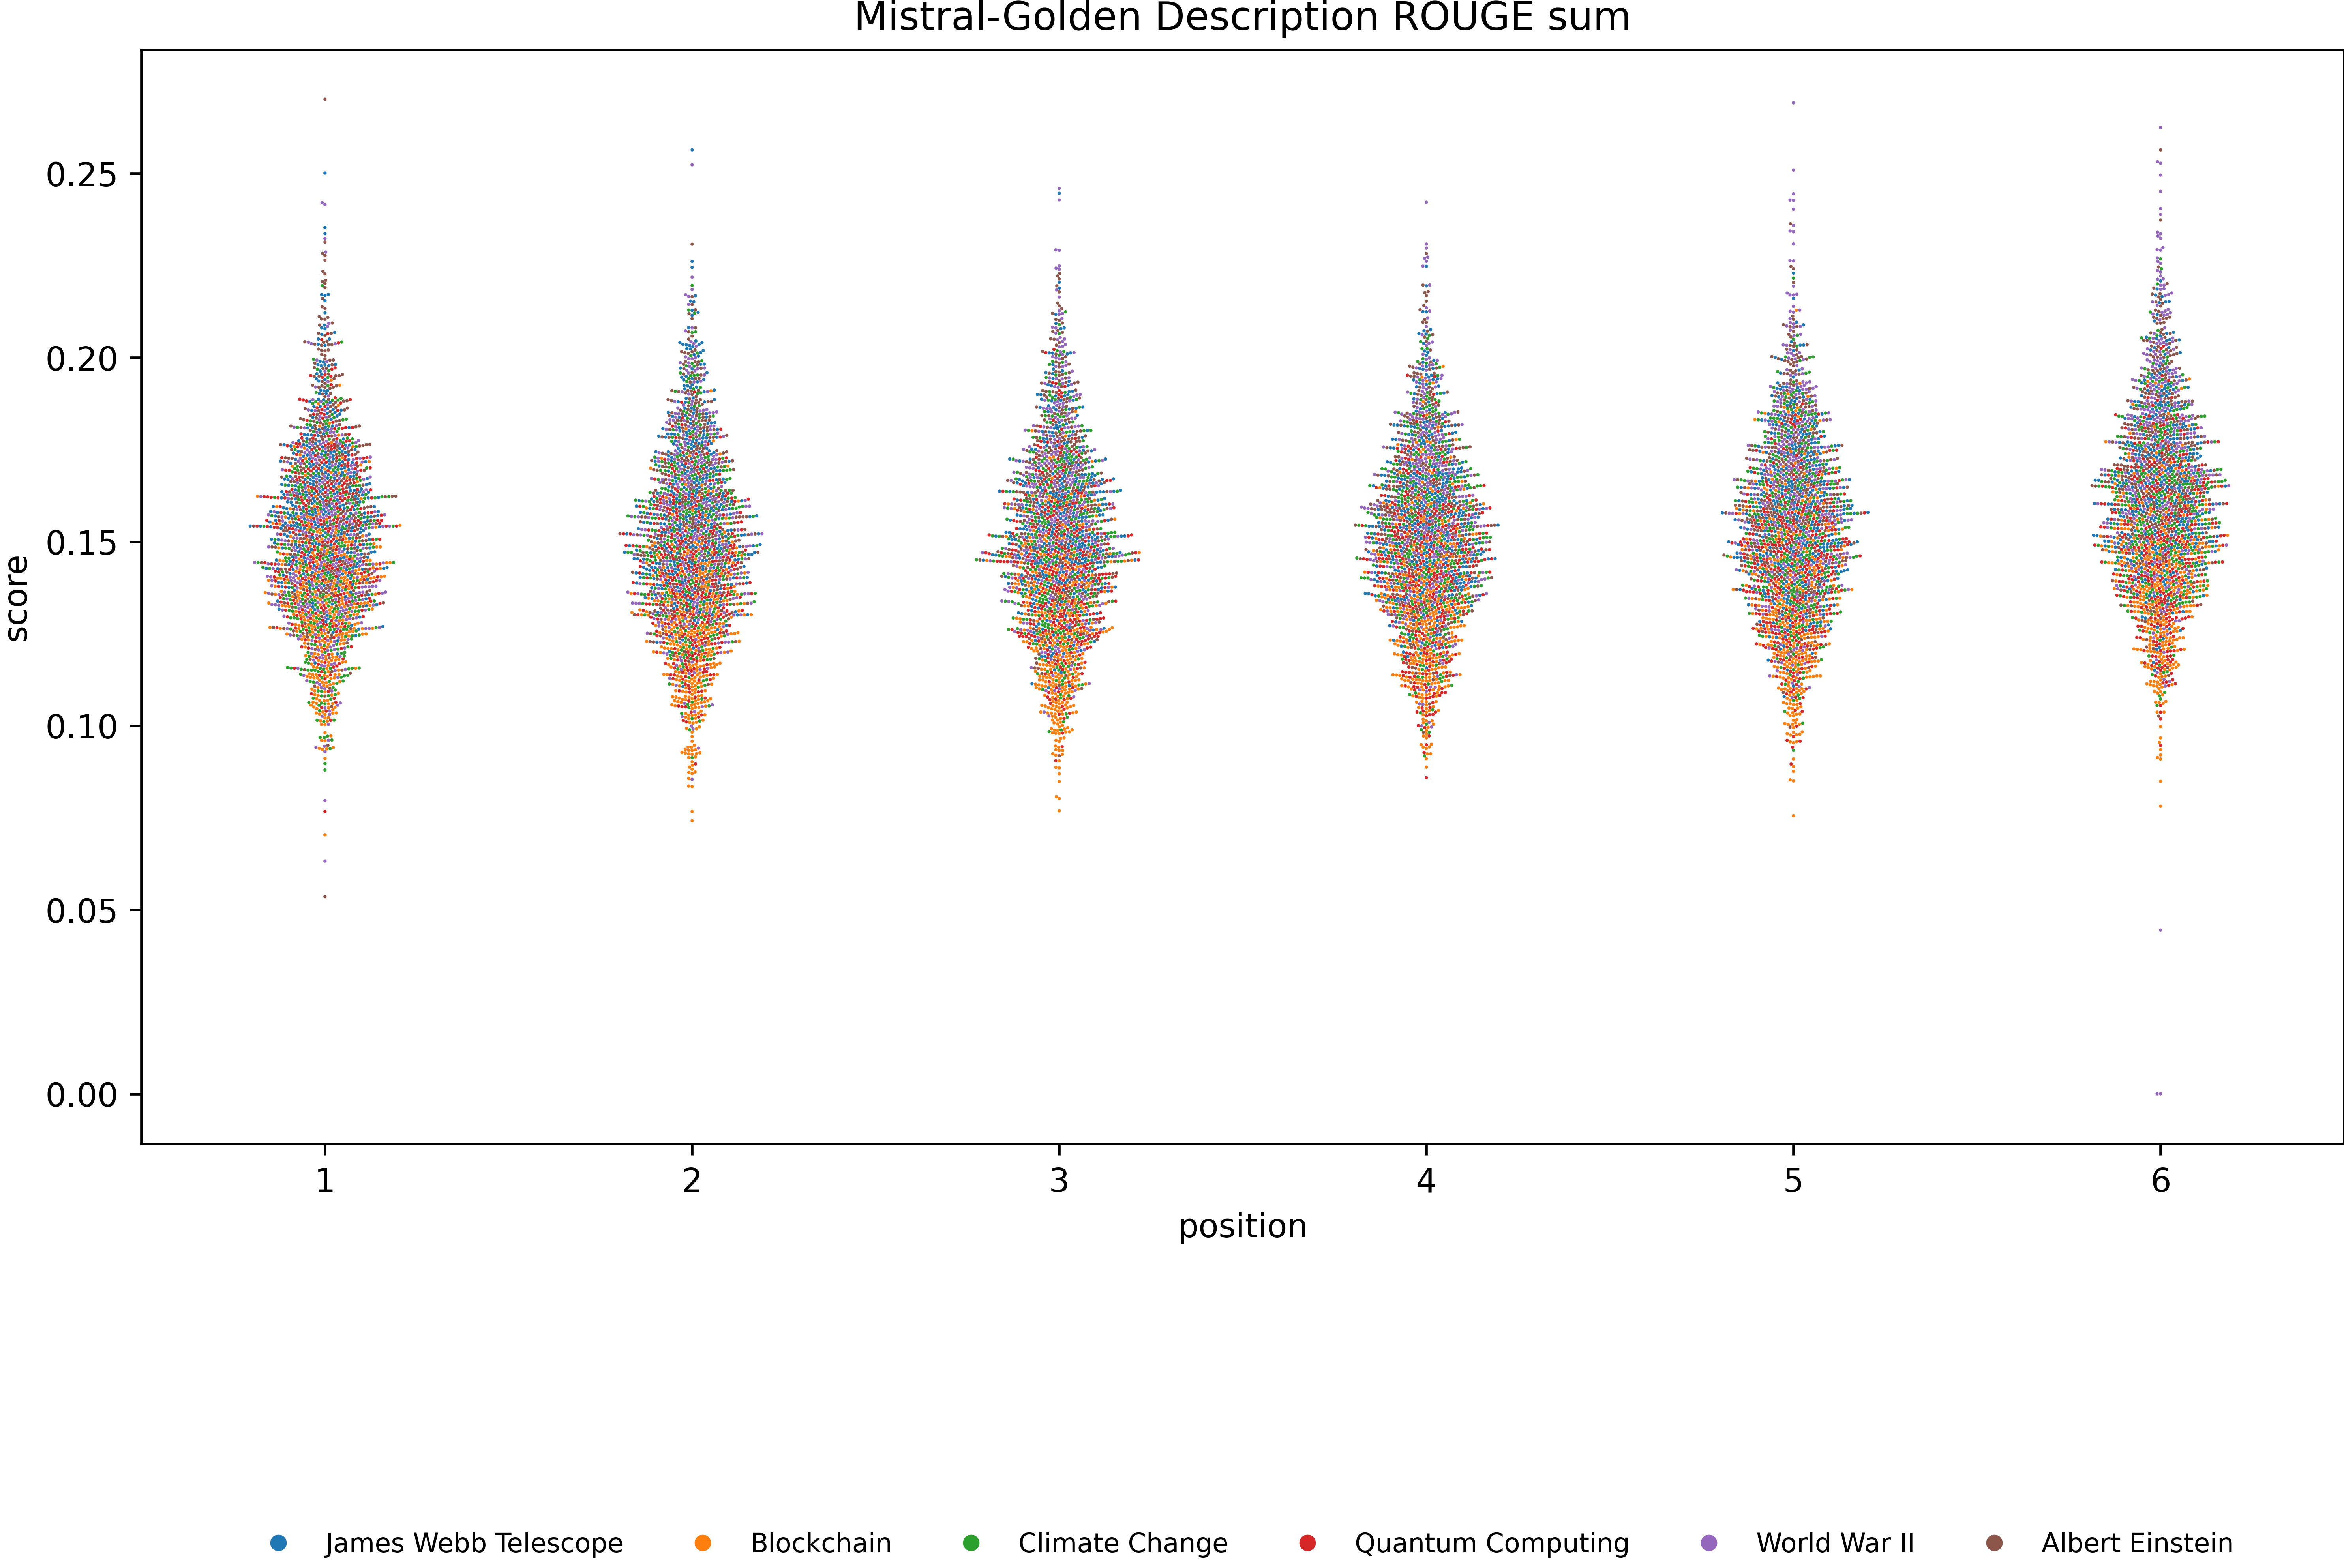 Mistral-Golden Description ROUGE sum
0.25
0.20
0.15
0.10
0.05
0.00
score
1 2 3 4 5 6
position
James Webb Telescope Blockchain Climate Change Quantum Computing World War II Albert Einstein